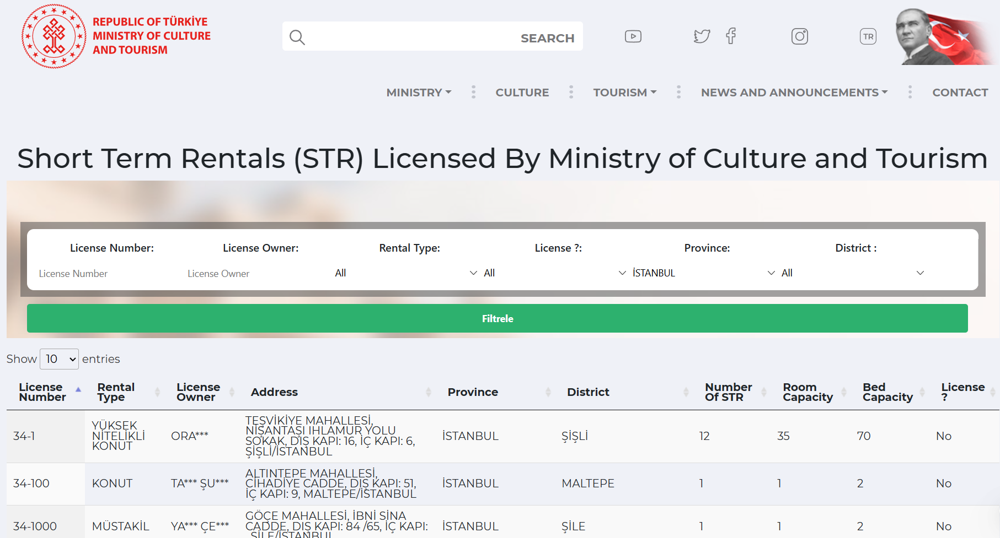 REPUBLIC OF TÜRKİYE
MINISTRY OF CULTURE
AND TOURISM
SEARCH
TR
MINISTRY
CULTURE
TOURISM
NEWS AND ANNOUNCEMENTS
CONTACT
Short Term Rentals (STR) Licensed By Ministry of Culture and Tourism
License Number: License Owner: Rental Type: License ?: Province: District :
License Number License Owner All All İSTANBUL All
Filtrele
Show 10 entries
License Number Rental Type License Owner Address Province District Number Of STR Room Capacity Bed Capacity License ?
34-1
YÜKSEK
NİTELİKLİ
KONUT
ORA***
TEŞVİKİYE MAHALLESİ,
NİŞANTAŞI IHLAMUR YOLU
SOKAK, DIŞ KAPI: 16, İÇ KAPI: 6,
ŞİŞLİ/İSTANBUL
İSTANBUL
ŞİŞLİ
12
35
70
No
34-100
KONUT
TA*** ŞU***
ALTINTEPE MAHALLESİ,
CİHADİYE CADDE, DIŞ KAPI: 51,
İÇ KAPI: 9, MALTEPE/İSTANBUL
İSTANBUL
MALTEPE
1
1
2
No
34-1000
MÜSTAKİL
YA*** ÇE***
GÖÇE MAHALLESİ, İBNİ SİNA
CADDE, DIŞ KAPI: 84 /65, İÇ KAPI:
, ŞİLE/İSTANBUL
İSTANBUL
ŞİLE
1
1
2
No